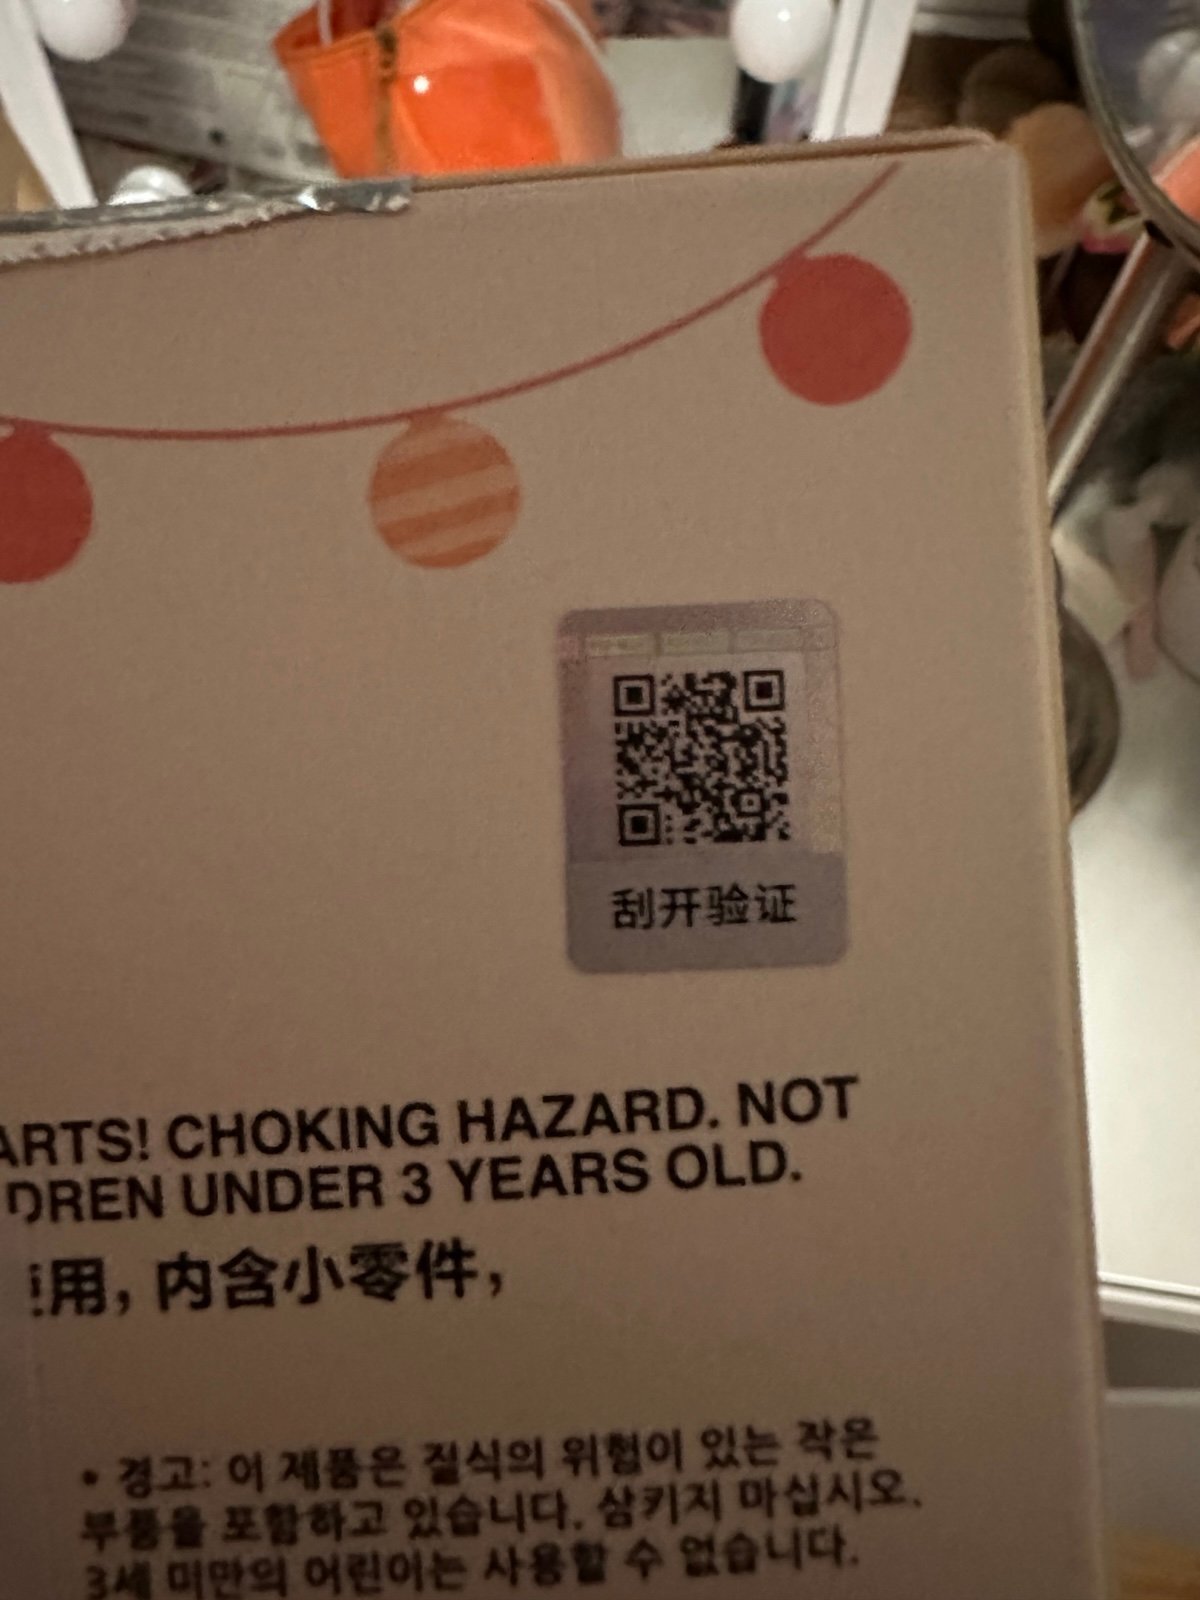 刮开验证
ARTS! CHOKING HAZARD. NOT
DREN UNDER 3 YEARS OLD.
用，内含小零件，
• 경고: 이 제품은 질식의 위험이 있는 작은
부품을 포함하고 있습니다. 삼키지 마십시오.
3세 미만의 어린이는 사용할 수 없습니다.